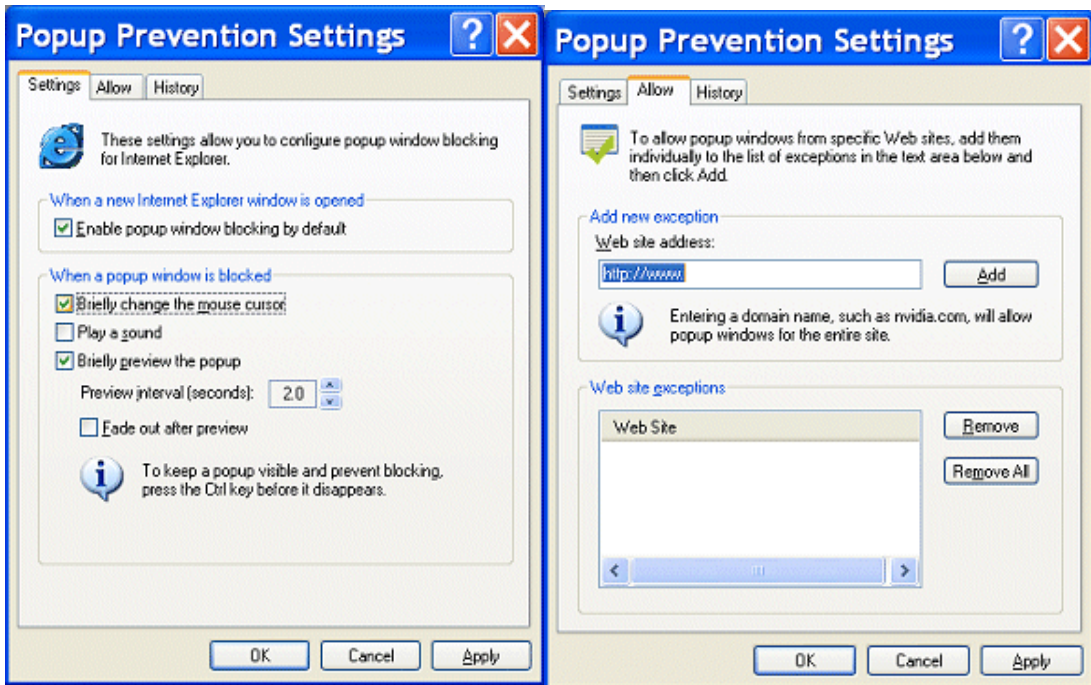 Popup Prevention Settings
Settings Allow History
These settings allow you to configure popup window blocking
for Internet Explorer.
When a new Internet Explorer window is opened
Enable popup window blocking by default
When a popup window is blocked
Briefly change the mouse cursor
Play a sound
Briefly preview the popup
Preview interval (seconds): 2.0
Fade out after preview
To keep a popup visible and prevent blocking,
press the Ctrl key before it disappears.
OK Cancel Apply
Popup Prevention Settings
Settings Allow History
To allow popup windows from specific Web sites, add them
individually to the list of exceptions in the text area below and
then click Add.
Add new exception
Web site address:
http://www. Add
Entering a domain name, such as nvidia.com, will allow
popup windows for the entire site.
Web site exceptions
Web Site
Remove
Remove All
OK Cancel Apply